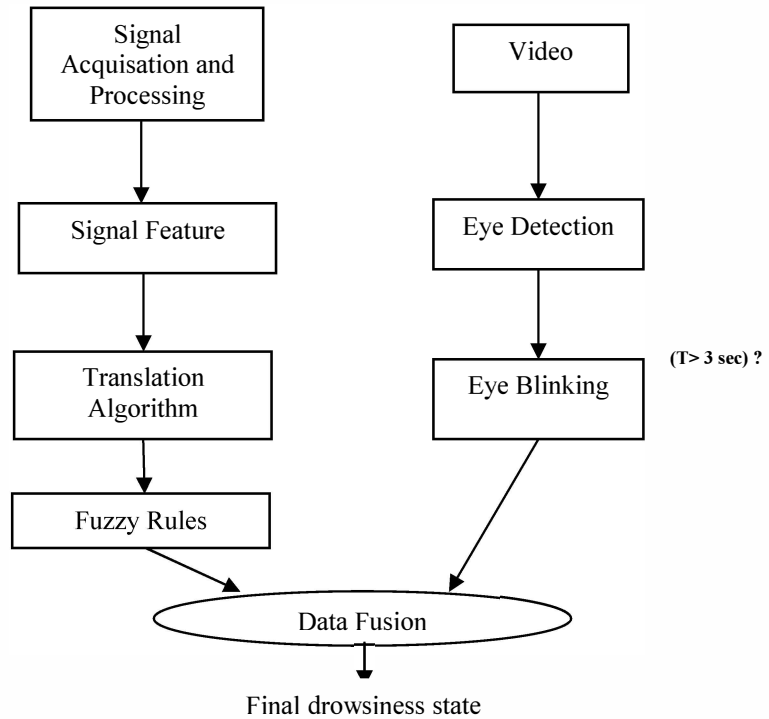 Signal
Acquisation and
Processing
Signal Feature
Translation
Algorithm
Fuzzy Rules
Video
Eye Detection
Eye Blinking
(T> 3 sec) ?
Data Fusion
Final drowsiness state